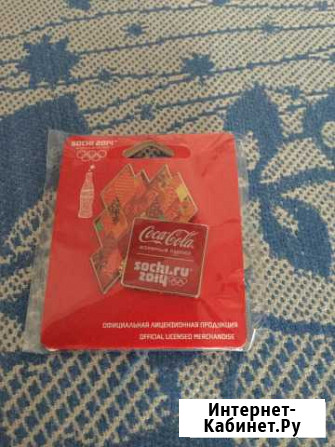 SOCHI 2014
Coca-Cola
sochi.ru
2014
ОФИЦИАЛЬНАЯ ЛИЦЕНЗИОННАЯ ПРОДУКЦИЯ
OFFICIAL LICENSED MERCHANDISE
Интернет-
Кабинет.Ру